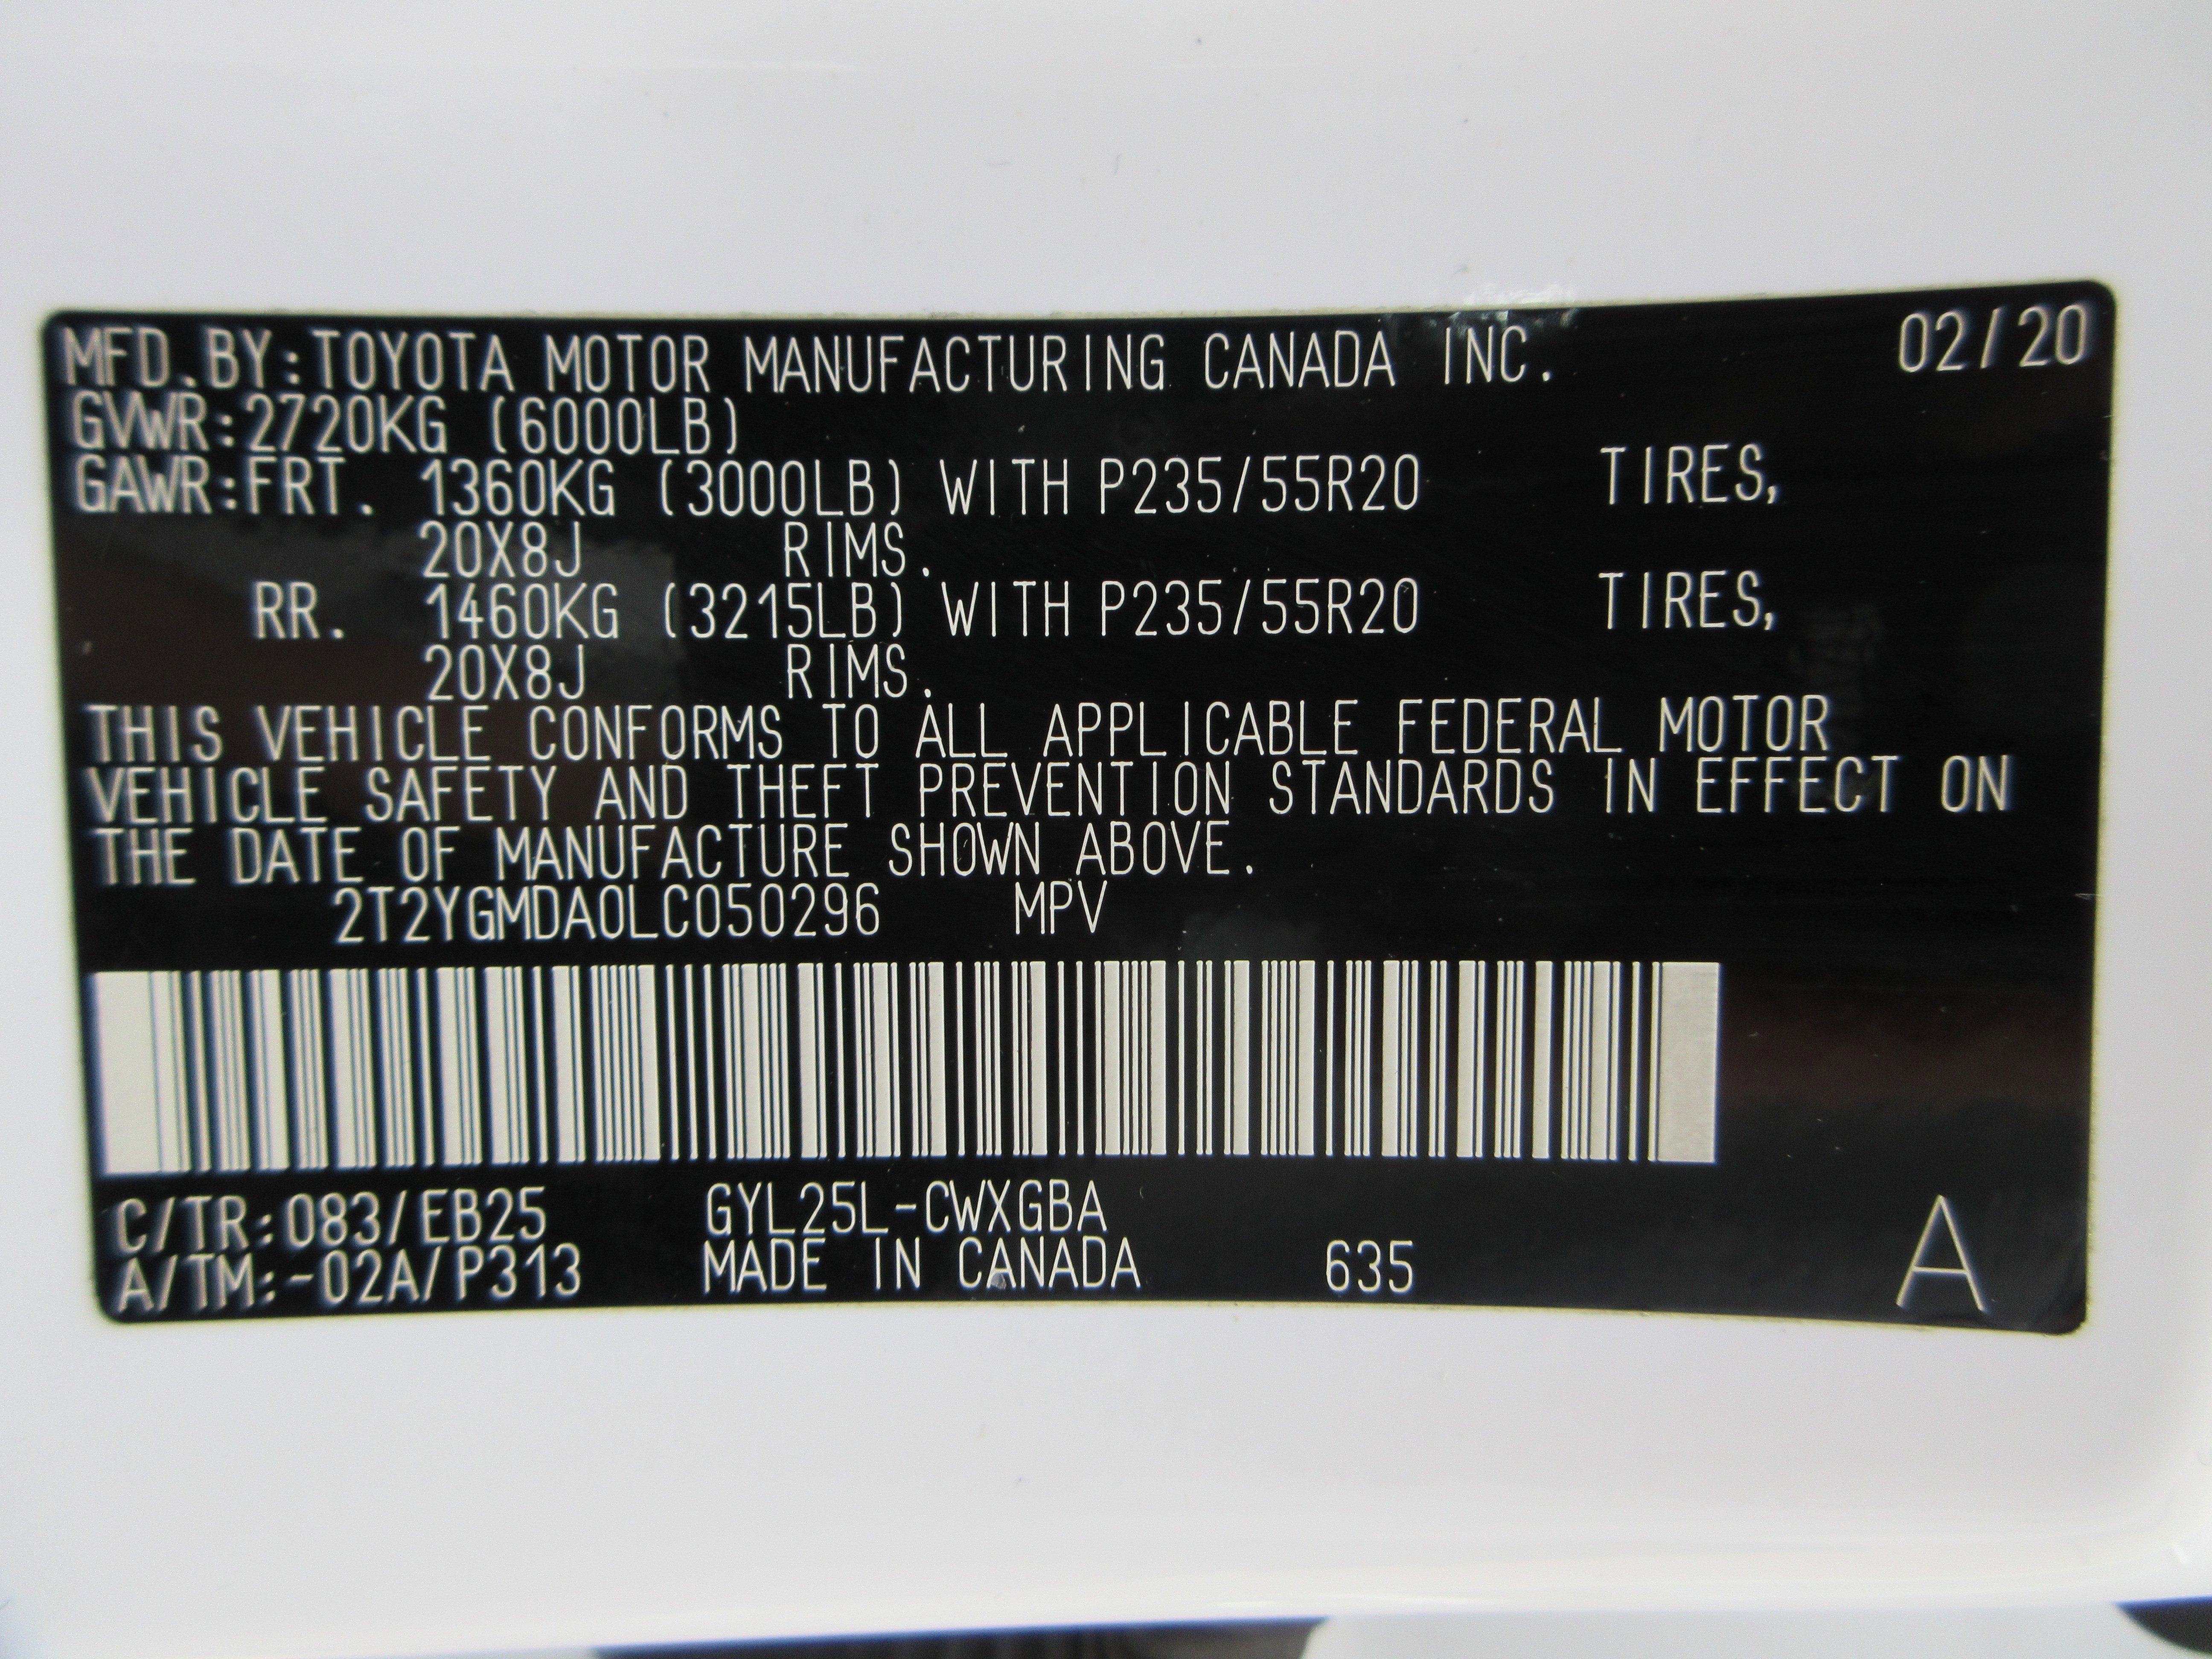 MFD.BY:TOYOTA MOTOR MANUFACTURING CANADA INC. 02/20
GVWR:2720KG (6000LB)
GAWR:FRT. 1360KG (3000LB) WITH P235/55R20 TIRES,
20X8J RIMS.
RR. 1460KG (3215LB) WITH P235/55R20 TIRES,
20X8J RIMS.
THIS VEHICLE CONFORMS TO ALL APPLICABLE FEDERAL MOTOR
VEHICLE SAFETY AND THEFT PREVENTION STANDARDS IN EFFECT ON
THE DATE OF MANUFACTURE SHOWN ABOVE.
2T2YGMDA0LC050296 MPV
C/TR:083/EB25 GYL25L-CWXGBA
A/TM:-02A/P313 MADE IN CANADA 635 A